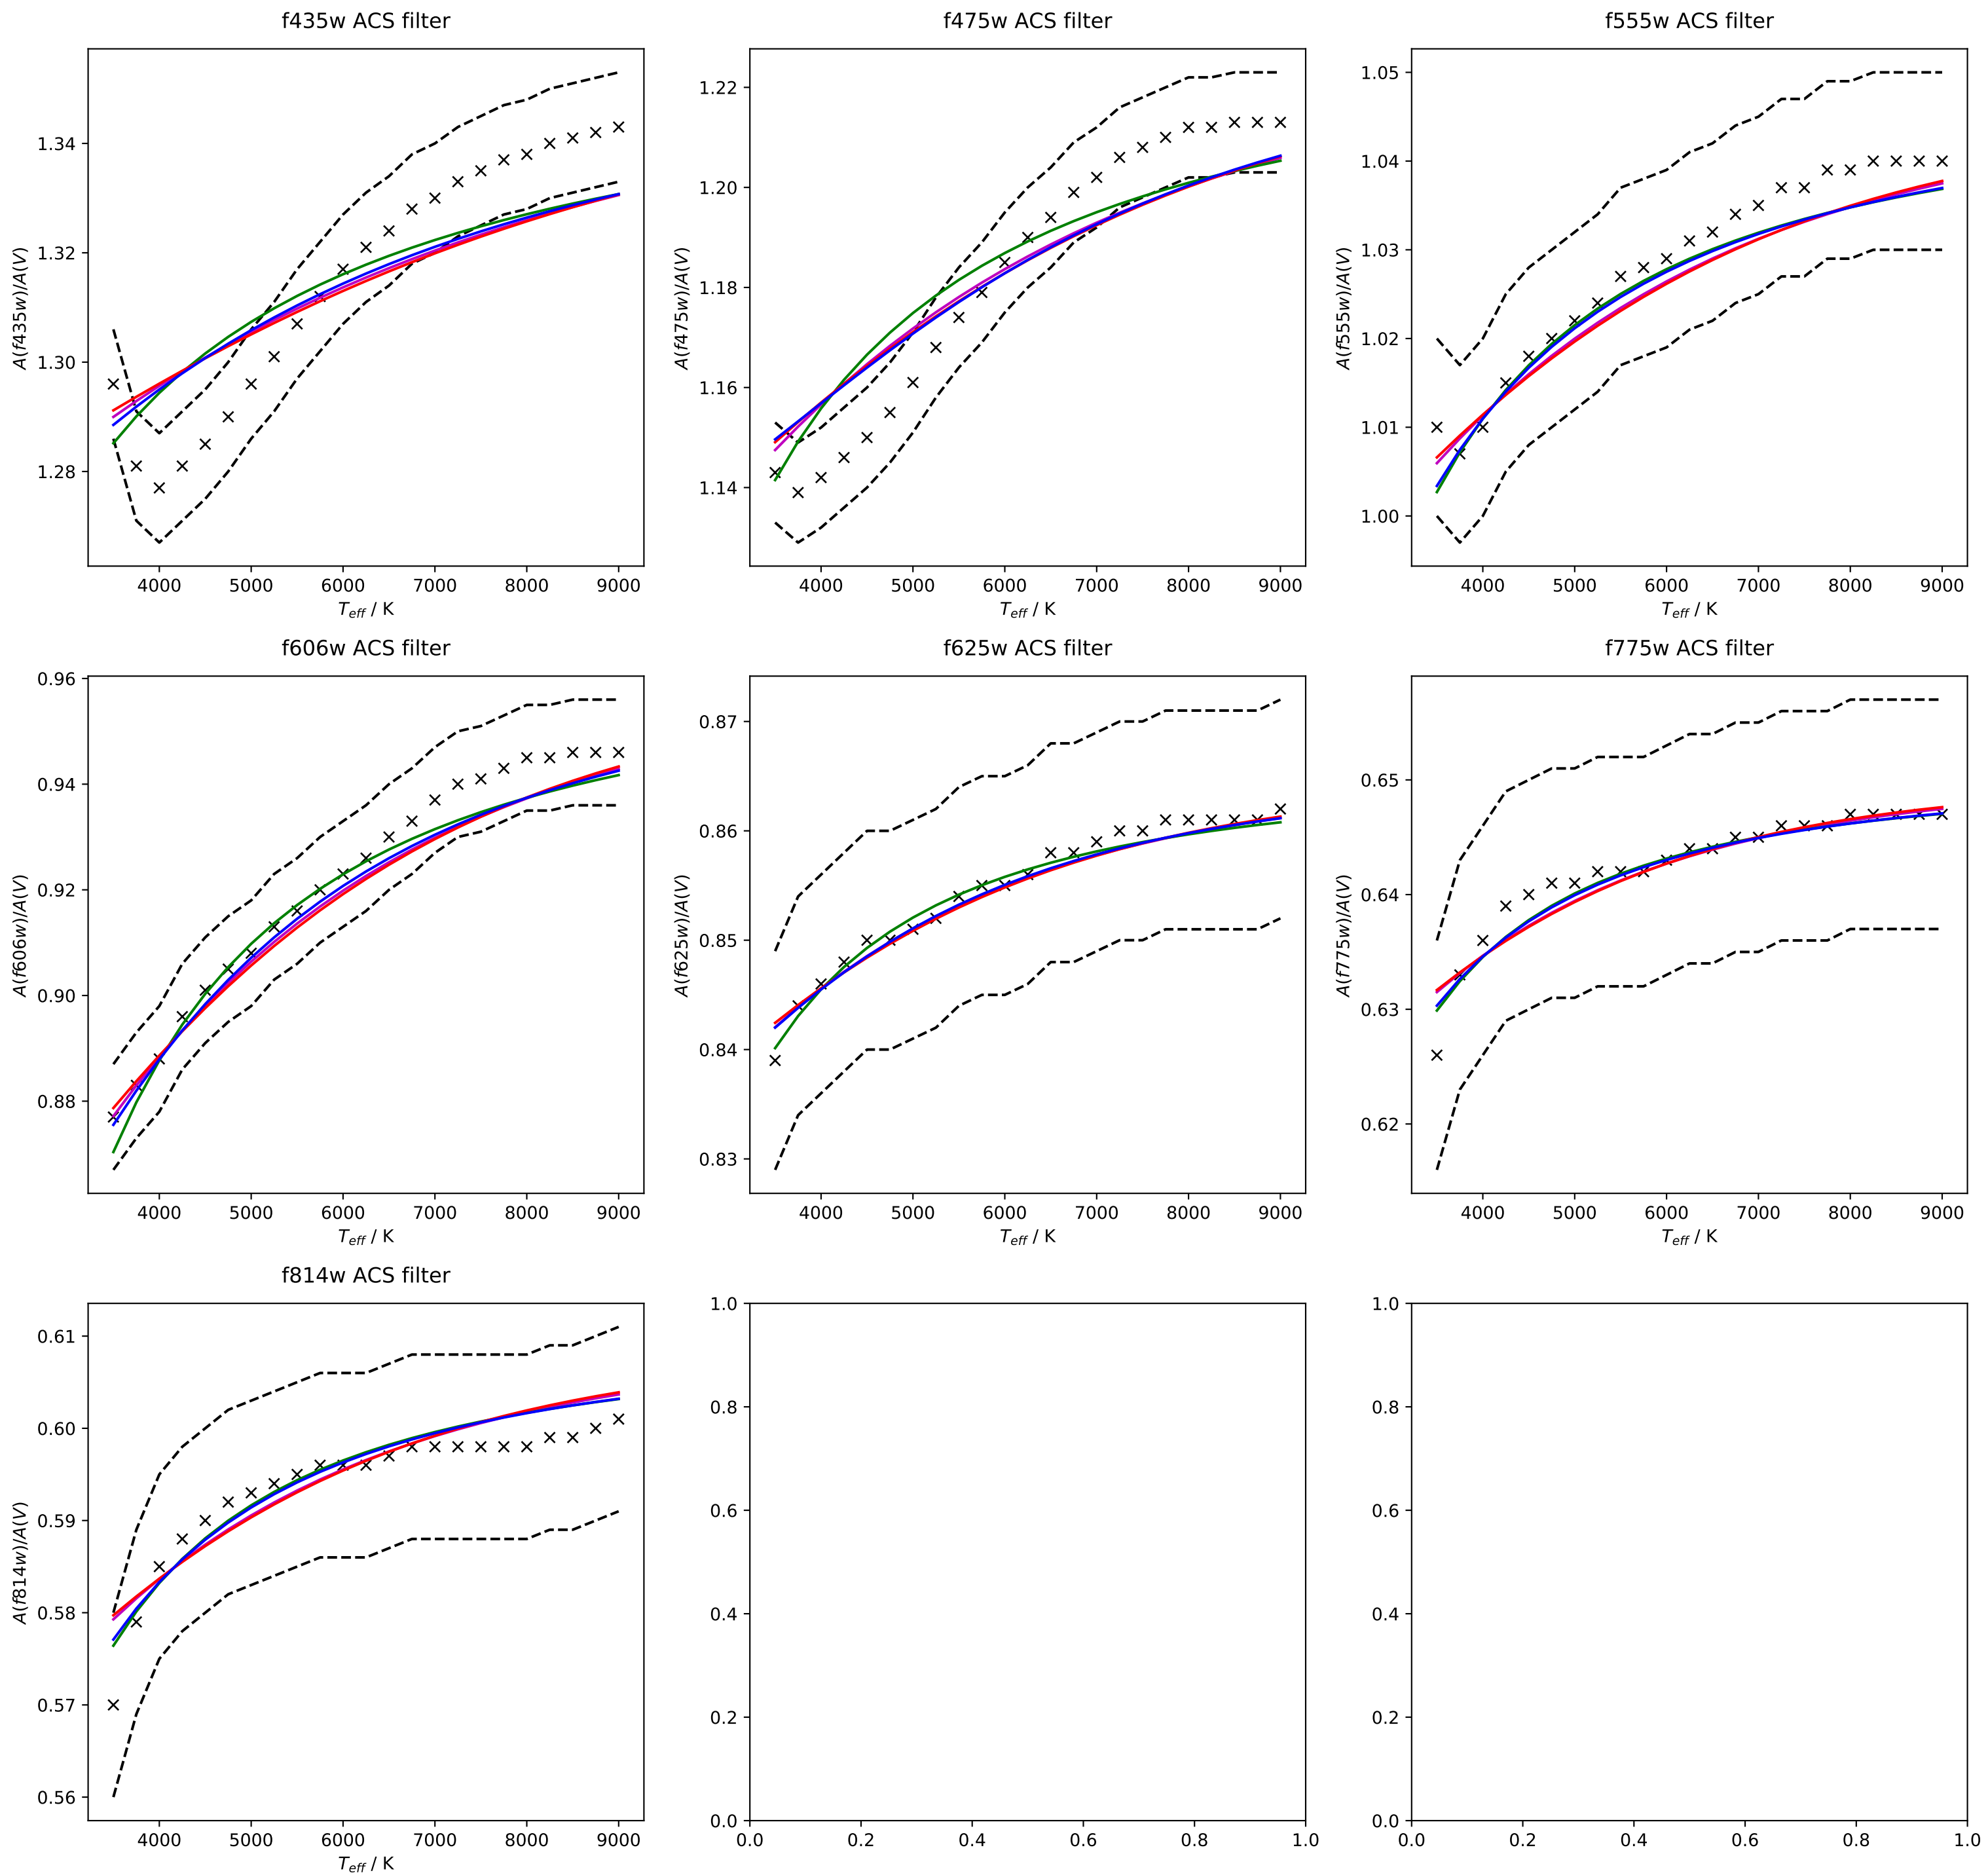 f435w ACS filter
f475w ACS filter
f555w ACS filter
A(f435w)/A(V)
1.34
1.32
1.30
1.28
4000 5000 6000 7000 8000 9000
T_eff / K
A(f475w)/A(V)
1.22
1.20
1.18
1.16
1.14
4000 5000 6000 7000 8000 9000
T_eff / K
A(f555w)/A(V)
1.05
1.04
1.03
1.02
1.01
1.00
4000 5000 6000 7000 8000 9000
T_eff / K
f606w ACS filter
f625w ACS filter
f775w ACS filter
A(f606w)/A(V)
0.96
0.94
0.92
0.90
0.88
4000 5000 6000 7000 8000 9000
T_eff / K
A(f625w)/A(V)
0.87
0.86
0.85
0.84
0.83
4000 5000 6000 7000 8000 9000
T_eff / K
A(f775w)/A(V)
0.65
0.64
0.63
0.62
4000 5000 6000 7000 8000 9000
T_eff / K
f814w ACS filter
A(f814w)/A(V)
0.61
0.60
0.59
0.58
0.57
0.56
4000 5000 6000 7000 8000 9000
T_eff / K
1.0
0.8
0.6
0.4
0.2
0.0
0.0 0.2 0.4 0.6 0.8 1.0
1.0
0.8
0.6
0.4
0.2
0.0
0.0 0.2 0.4 0.6 0.8 1.0